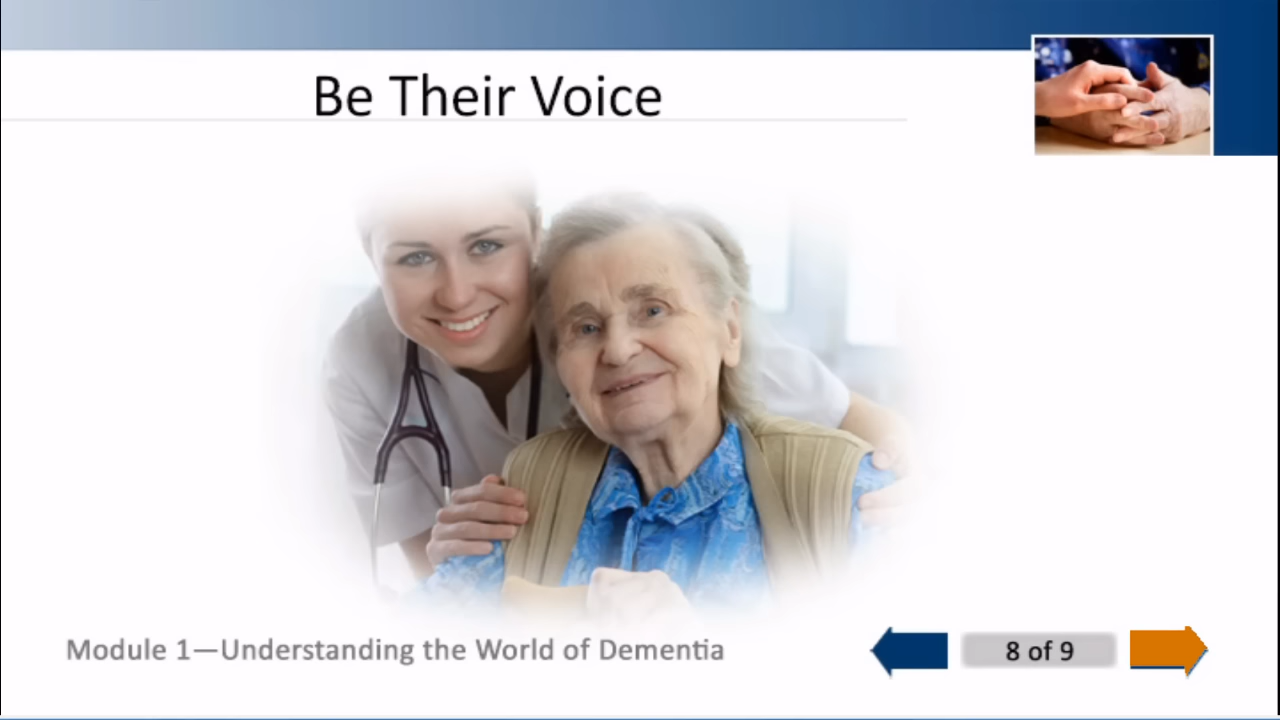 Be Their Voice
Module 1—Understanding the World of Dementia
8 of 9